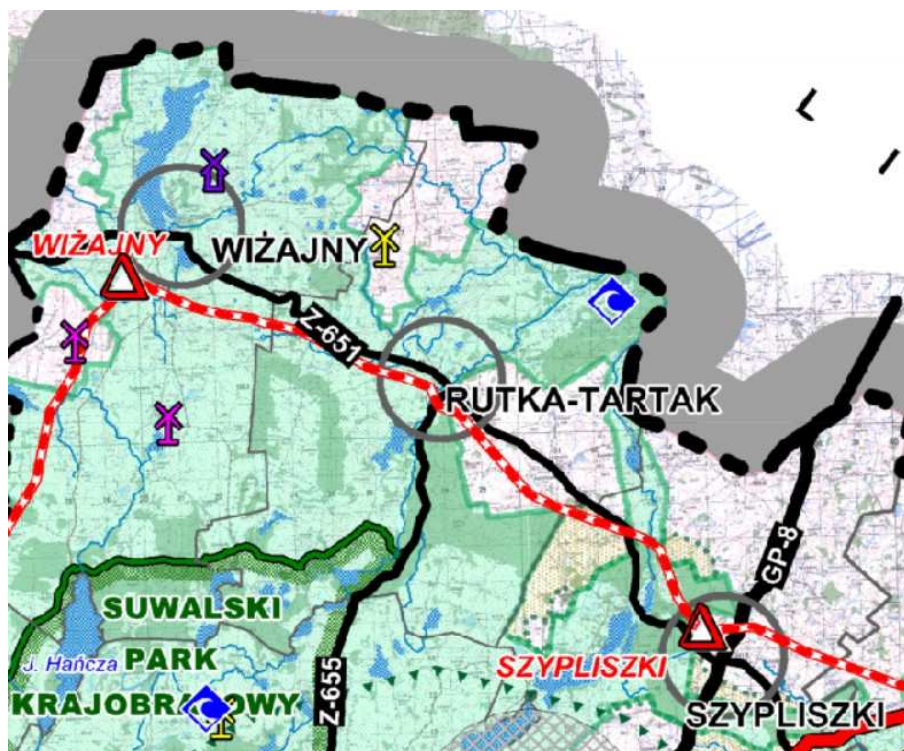 WIŻAJNY
WIŻAJNY
Z-651
RUTKA-TARTAK
GP-8
SUWALSKI
J. Hańcza
PARK
KRAJOBRAZOWY
Z-655
SZYPLISZKI
SZYPLISZKI
L
I